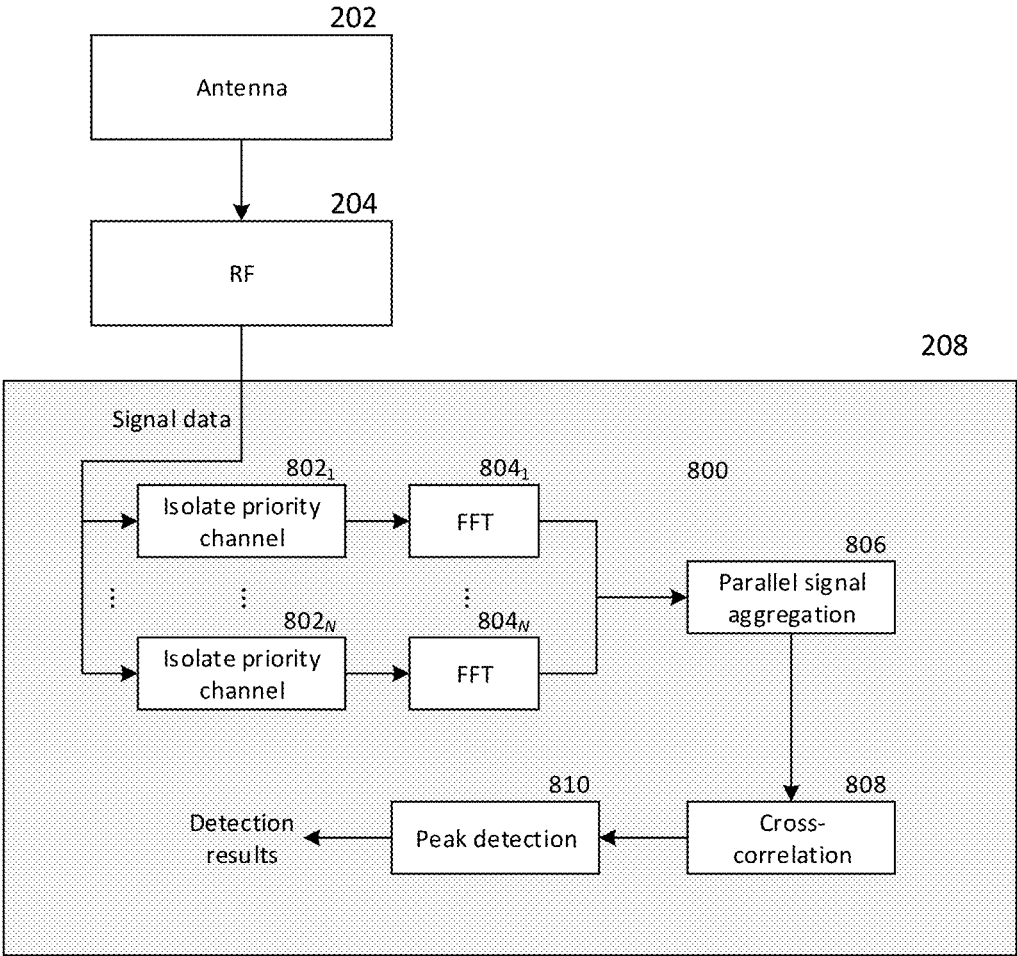 202
Antenna
204
RF
208
Signal data
802₁
804₁
800
Isolate priority
channel
FFT
806
Parallel signal
aggregation
⋮
⋮
⋮
802ₙ
804ₙ
Isolate priority
channel
FFT
810
808
Detection
results
Peak detection
Cross-
correlation